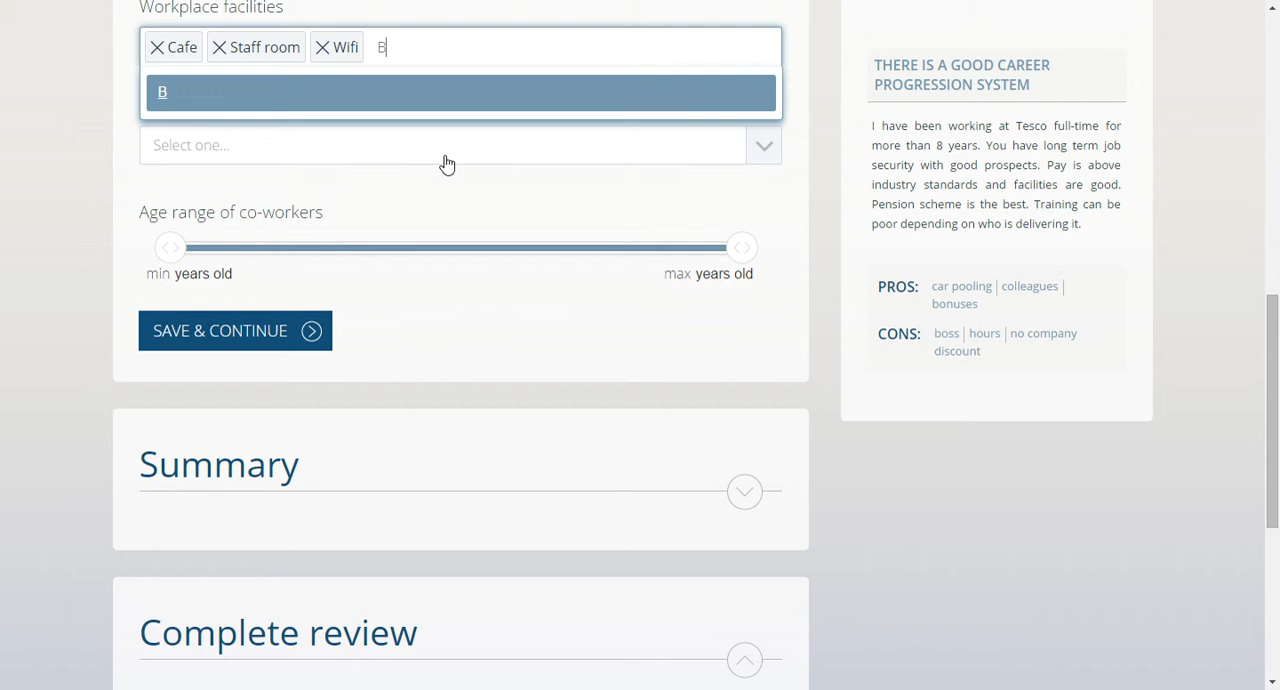 Workplace facilities
Cafe Staff room Wifi B
B
Select one...
Age range of co-workers
min years old max years old
SAVE & CONTINUE
Summary
Complete review
THERE IS A GOOD CAREER
PROGRESSION SYSTEM
I have been working at Tesco full-time for
more than 8 years. You have long term job
security with good prospects. Pay is above
industry standards and facilities are good.
Pension scheme is the best. Training can be
poor depending on who is delivering it.
PROS: car pooling | colleagues |
bonuses
CONS: boss | hours | no company
discount